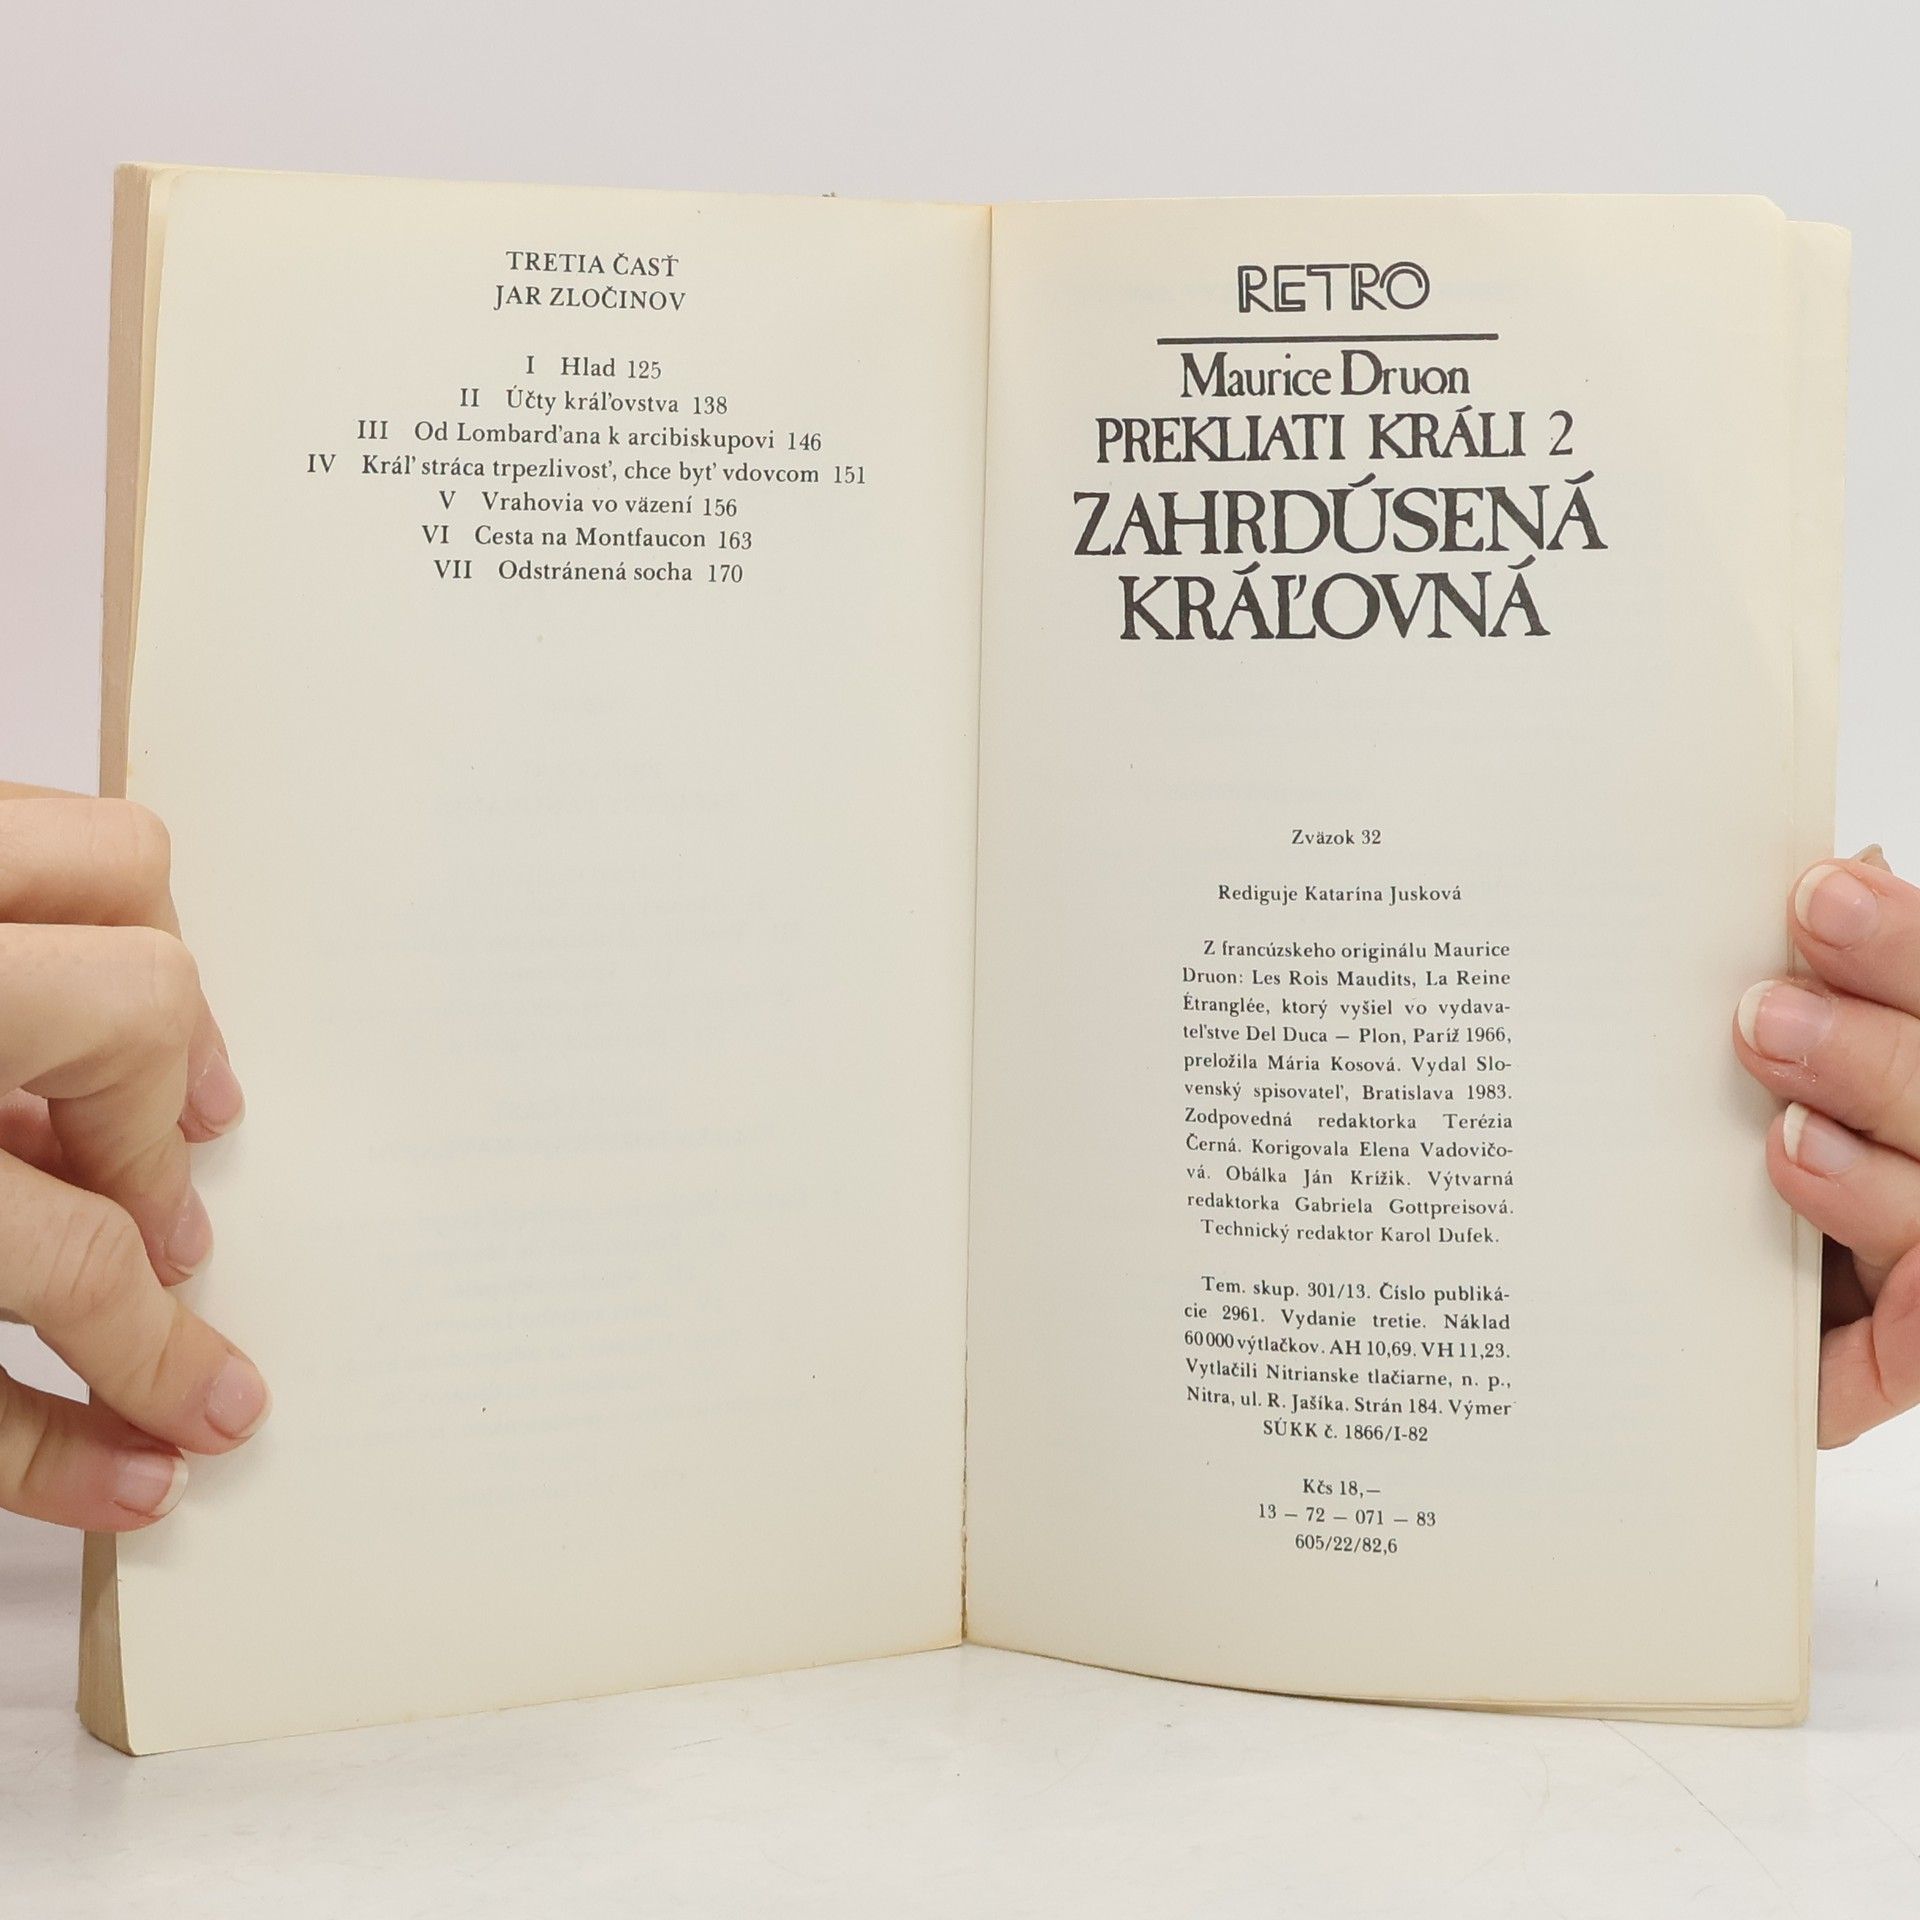 TRETIA ČASŤ
JAR ZLOČINOV
I Hlad 125
II Účty kráľovstva 138
III Od Lombarďana k arcibiskupovi 146
IV Kráľ stráca trpezlivosť, chce byť vdovcom 151
V Vrahovia vo väzení 156
VI Cesta na Montfaucon 163
VII Odstránená socha 170
RETRO
Maurice Druon
PREKLIATI KRÁLI 2
ZAHRDÚSENÁ
KRÁĽOVNÁ
Zväzok 32
Rediguje Katarína Jusková
Z francúzskeho originálu Maurice
Druon: Les Rois Maudits, La Reine
Étranglée, ktorý vyšiel vo vydava-
teľstve Del Duca — Plon, Paríž 1966,
preložila Mária Kosová. Vydal Slo-
venský spisovateľ, Bratislava 1983.
Zodpovedná redaktorka Terézia
Černá. Korigovala Elena Vadovičo-
vá. Obálka Ján Krížik. Výtvarná
redaktorka Gabriela Gottpreisová.
Technický redaktor Karol Dufek.
Tem. skup. 301/13. Číslo publiká-
cie 2961. Vydanie tretie. Náklad
60 000 výtlačkov. AH 10,69. VH 11,23.
Vytlačili Nitrianske tlačiarne, n. p.,
Nitra, ul. R. Jašíka. Strán 184. Výmer
SÚKK č. 1866/I-82
Kčs 18,—
13 — 72 — 071 — 83
605/22/82,6